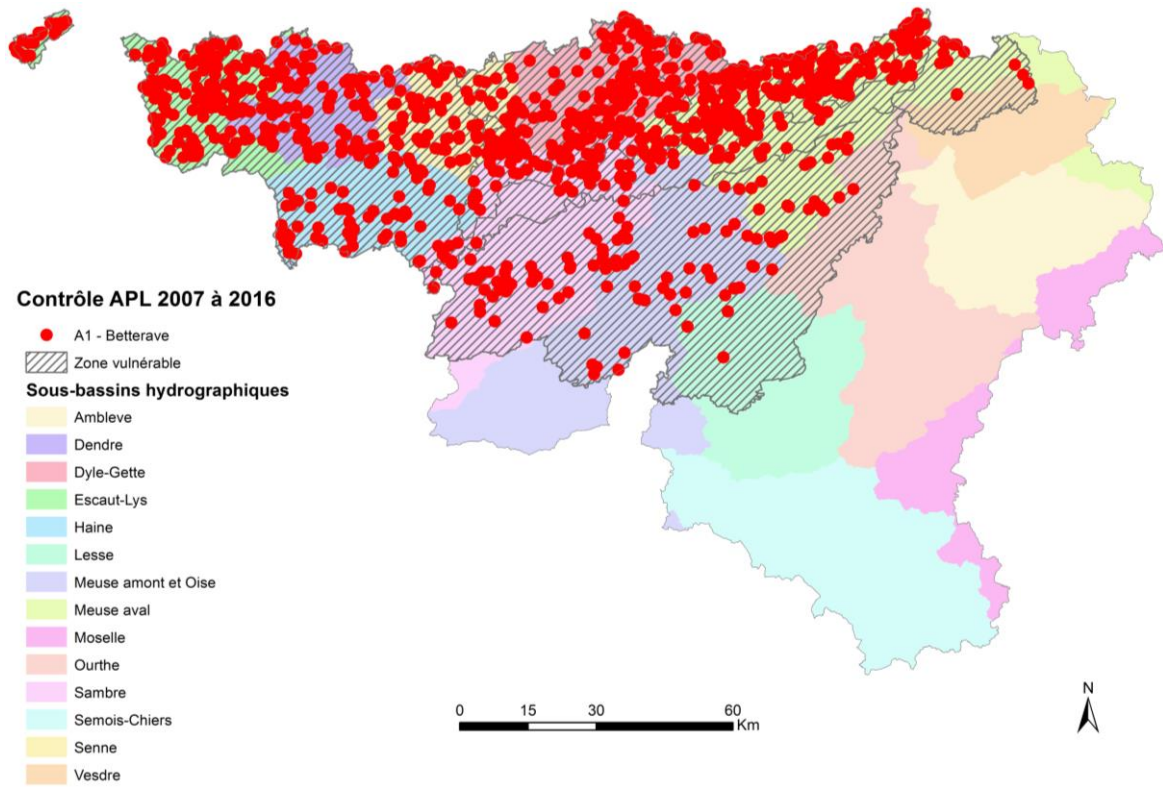 Contrôle APL 2007 à 2016
A1 - Betterave
Zone vulnérable
Sous-bassins hydrographiques
Ambleve
Dendre
Dyle-Gette
Escaut-Lys
Haine
Lesse
Meuse amont et Oise
Meuse aval
Moselle
Ourthe
Sambre
Semois-Chiers
Senne
Vesdre
0 15 30 60
Km
N